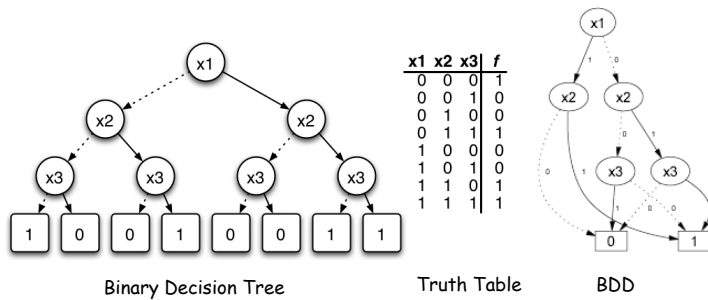 x1
x2 x2
x3 x3 x3 x3
1 0 0 1 0 0 1 1
Binary Decision Tree
x1 x2 x3 f
0 0 0 1
0 0 1 0
0 1 0 0
0 1 1 1
1 0 0 0
1 0 1 0
1 1 0 1
1 1 1 1
Truth Table
x1
1 0
x2 x2
0 1
x3 x3
0 1
1 0 0
0 1
BDD